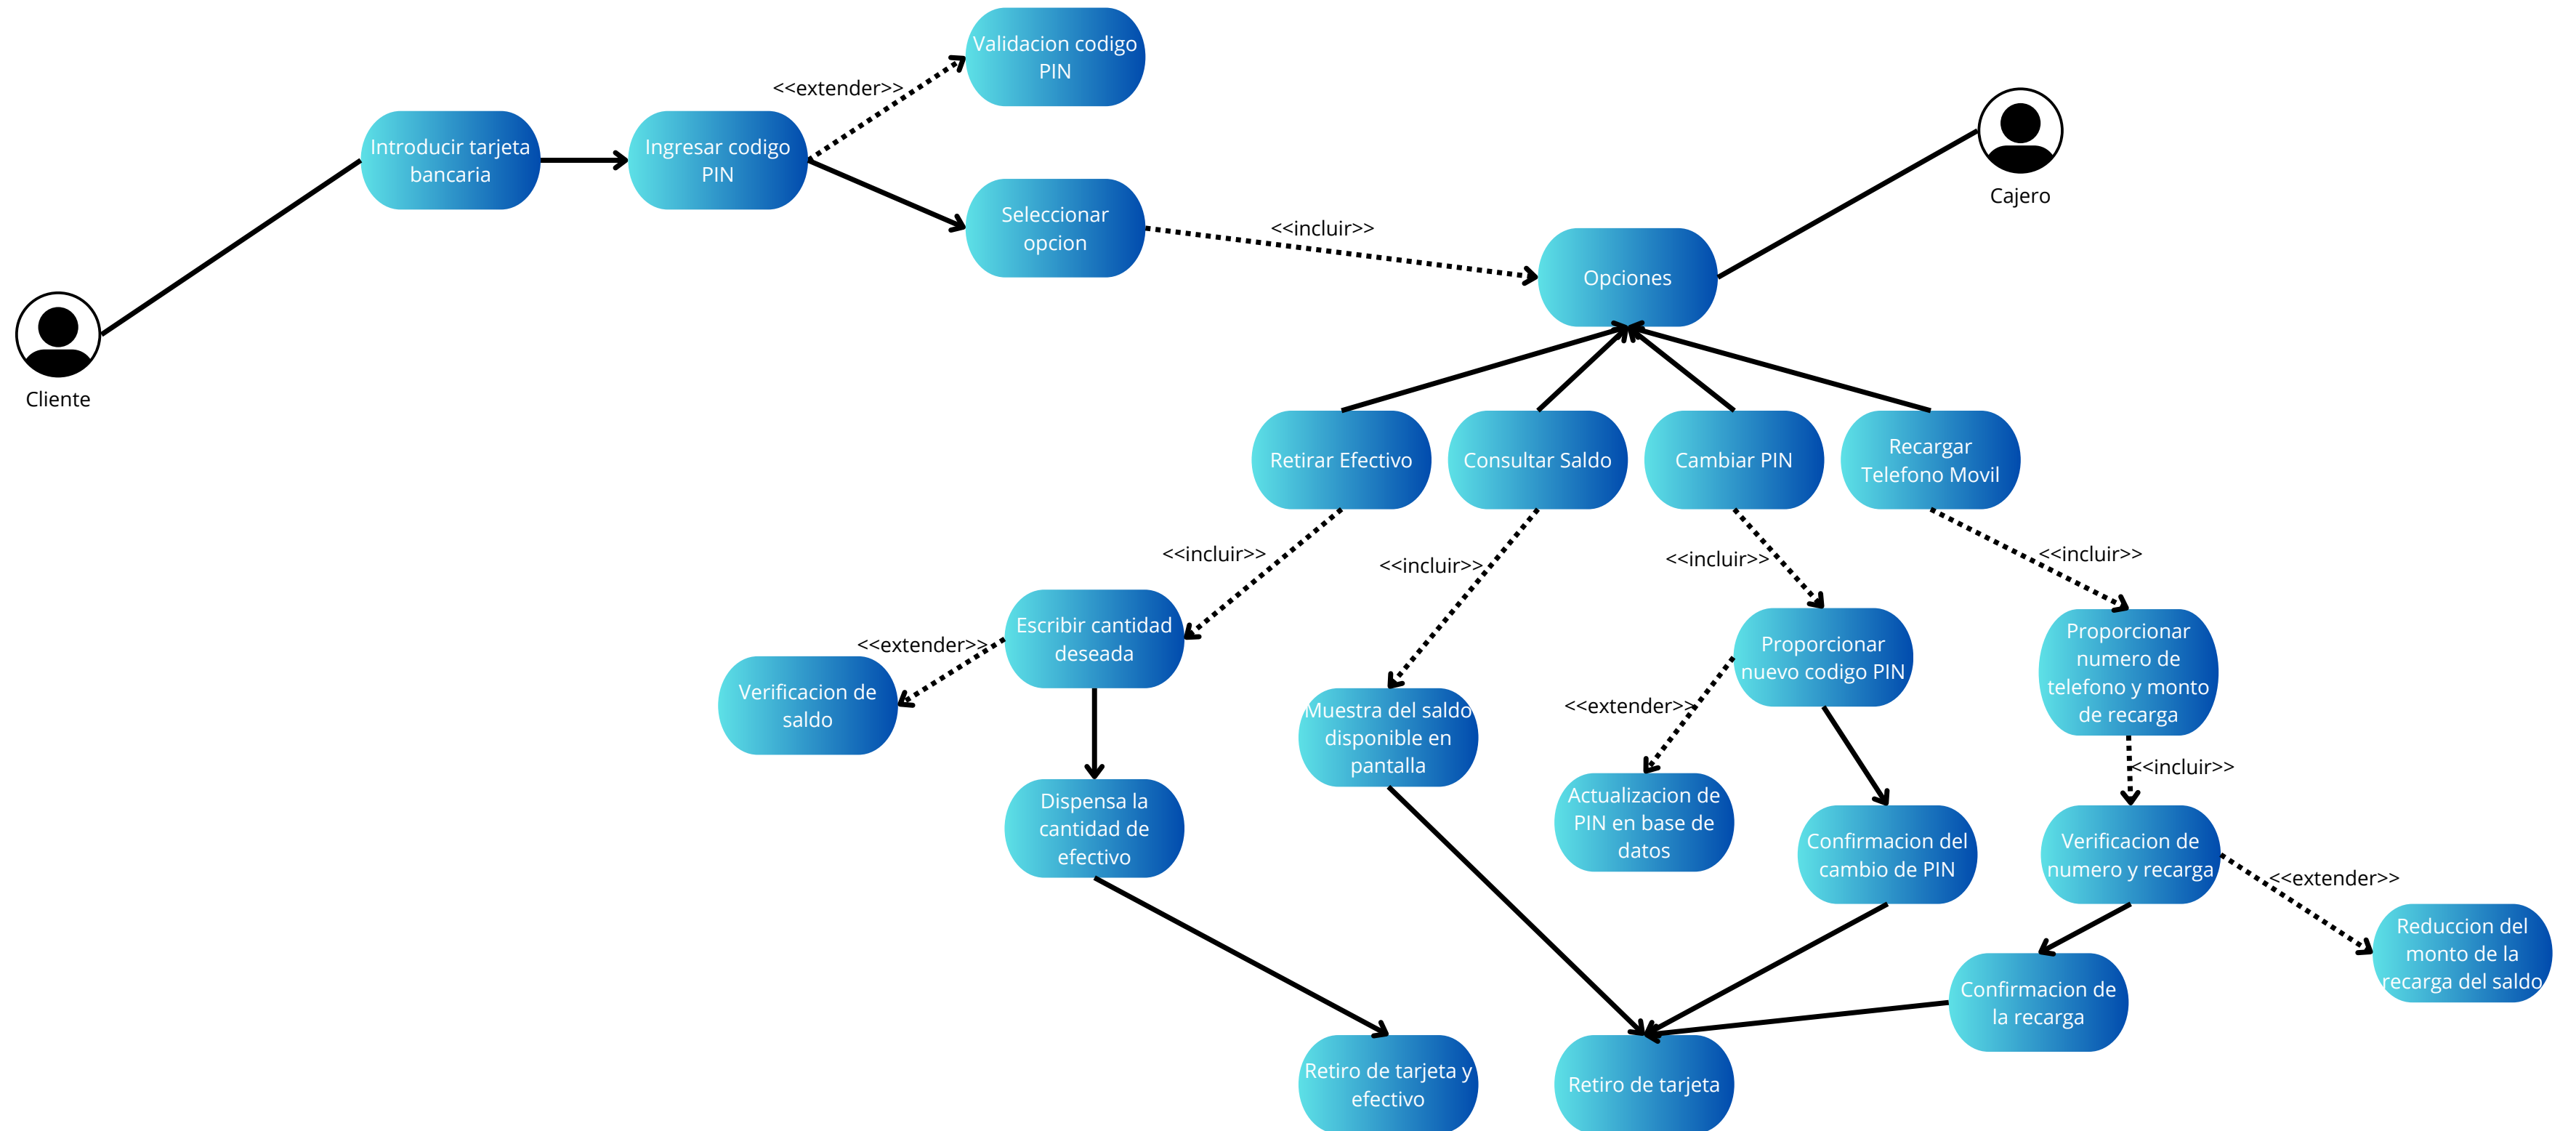 Validacion codigo
PIN
<<extender>>
Introducir tarjeta
bancaria
Ingresar codigo
PIN
Cajero
Seleccionar
opcion
<<incluir>>
Opciones
Cliente
Retirar Efectivo
Consultar Saldo
Cambiar PIN
Recargar
Telefono Movil
<<incluir>>
<<incluir>>
<<incluir>>
<<incluir>>
Escribir cantidad
deseada
<<extender>>
Verificacion de
saldo
Proporcionar
nuevo codigo PIN
Proporcionar
numero de
telefono y monto
de recarga
Muestra del saldo
disponible en
pantalla
<<extender>>
<<incluir>>
Dispensa la
cantidad de
efectivo
Actualizacion de
PIN en base de
datos
Confirmacion del
cambio de PIN
Verificacion de
numero y recarga
<<extender>>
Reduccion del
monto de la
recarga del saldo
Confirmacion de
la recarga
Retiro de tarjeta y
efectivo
Retiro de tarjeta